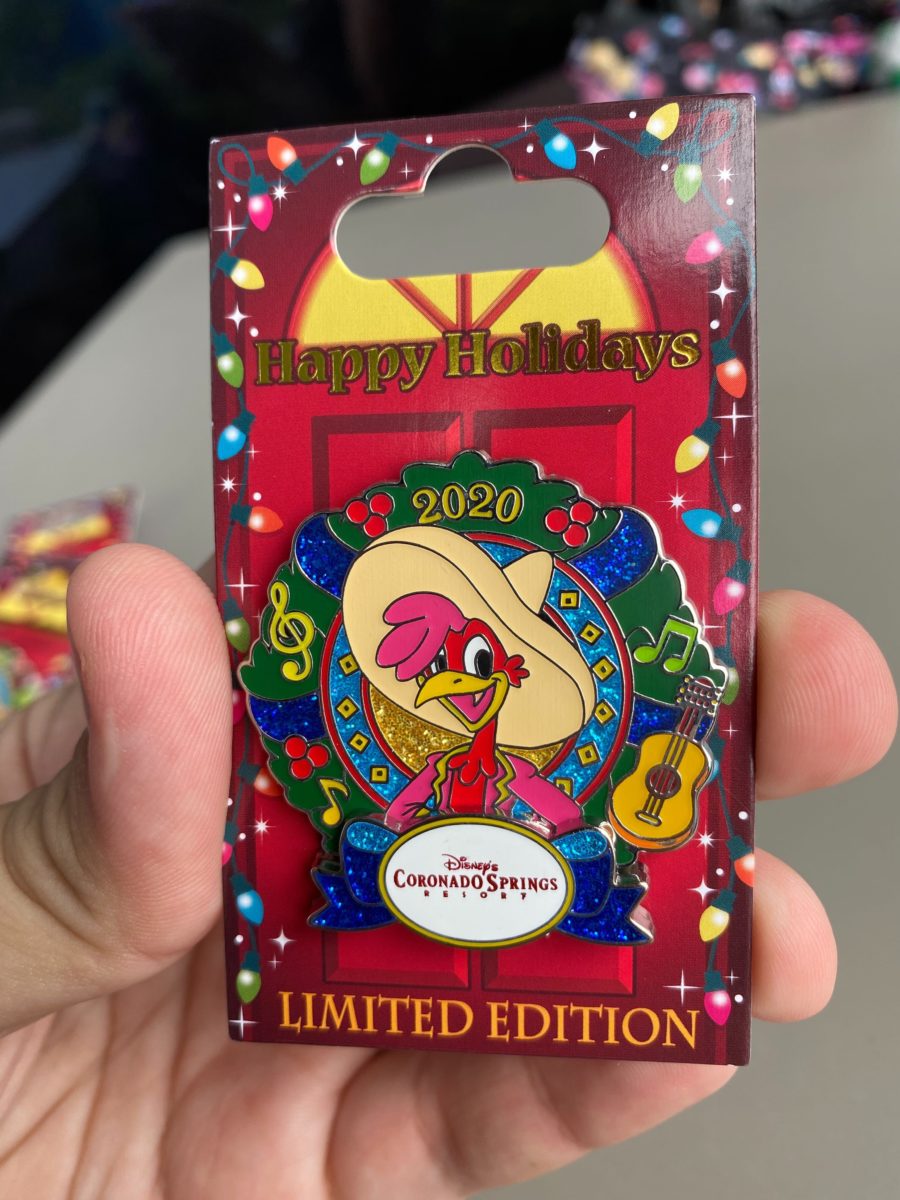 Happy Holidays
2020
Disney's
CORONADO SPRINGS
RESORT
LIMITED EDITION